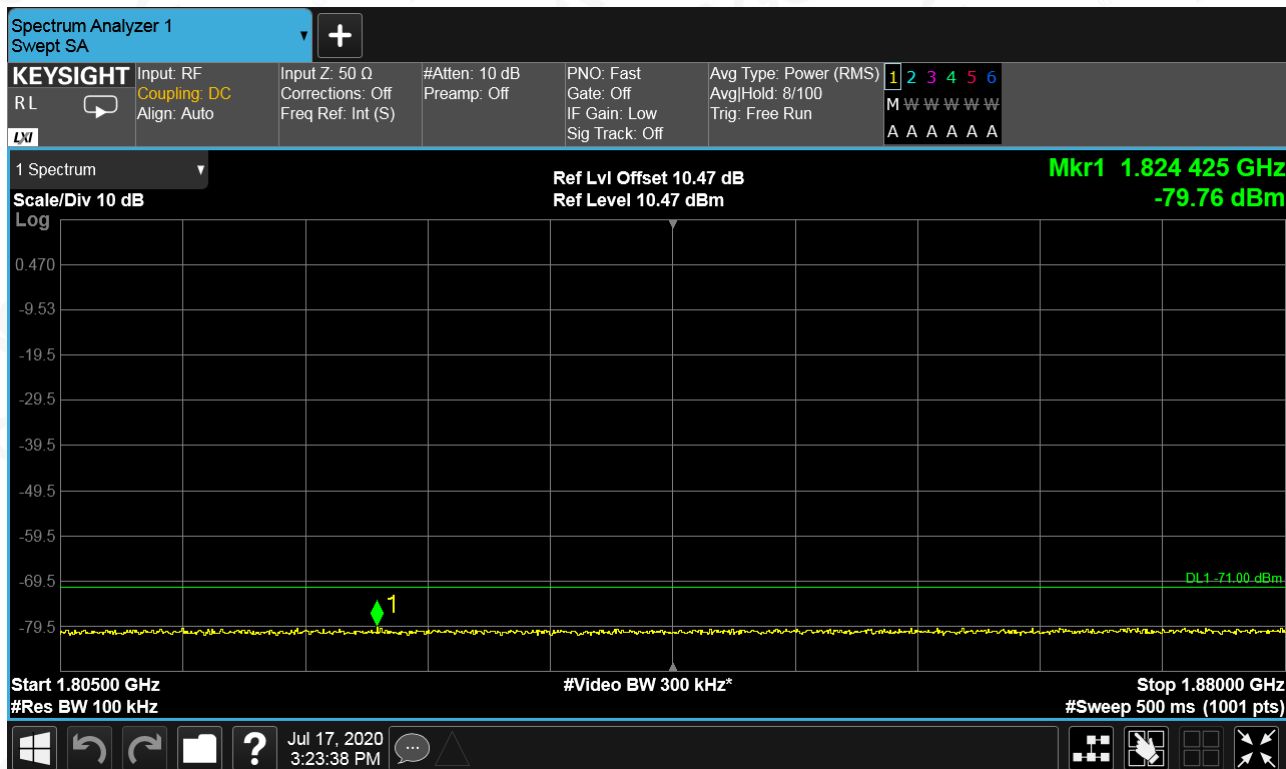 Spectrum Analyzer 1
Swept SA
KEYSIGHT
R L
LXI
Input: RF
Coupling: DC
Align: Auto
Input Z: 50 Ω
Corrections: Off
Freq Ref: Int (S)
#Atten: 10 dB
Preamp: Off
PNO: Fast
Gate: Off
IF Gain: Low
Sig Track: Off
Avg Type: Power (RMS)
Avg|Hold: 8/100
Trig: Free Run
1 2 3 4 5 6
M W W W W W
A A A A A A
1 Spectrum
Scale/Div 10 dB
Log
Ref Lvl Offset 10.47 dB
Ref Level 10.47 dBm
Mkr1 1.824 425 GHz
-79.76 dBm
0.470
-9.53
-19.5
-29.5
-39.5
-49.5
-59.5
-69.5
DL1 -71.00 dBm
1
-79.5
Start 1.80500 GHz
#Res BW 100 kHz
#Video BW 300 kHz*
Stop 1.88000 GHz
#Sweep 500 ms (1001 pts)
?
Jul 17, 2020
3:23:38 PM